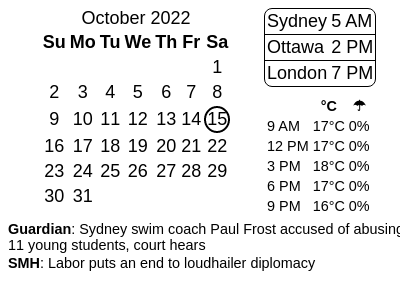 October 2022
Su Mo Tu We Th Fr Sa
1
2 3 4 5 6 7 8
9 10 11 12 13 14 15
16 17 18 19 20 21 22
23 24 25 26 27 28 29
30 31
Sydney 5 AM
Ottawa 2 PM
London 7 PM
°C ☂
9 AM 17°C 0%
12 PM 17°C 0%
3 PM 18°C 0%
6 PM 17°C 0%
9 PM 16°C 0%
Guardian: Sydney swim coach Paul Frost accused of abusing
11 young students, court hears
SMH: Labor puts an end to loudhailer diplomacy